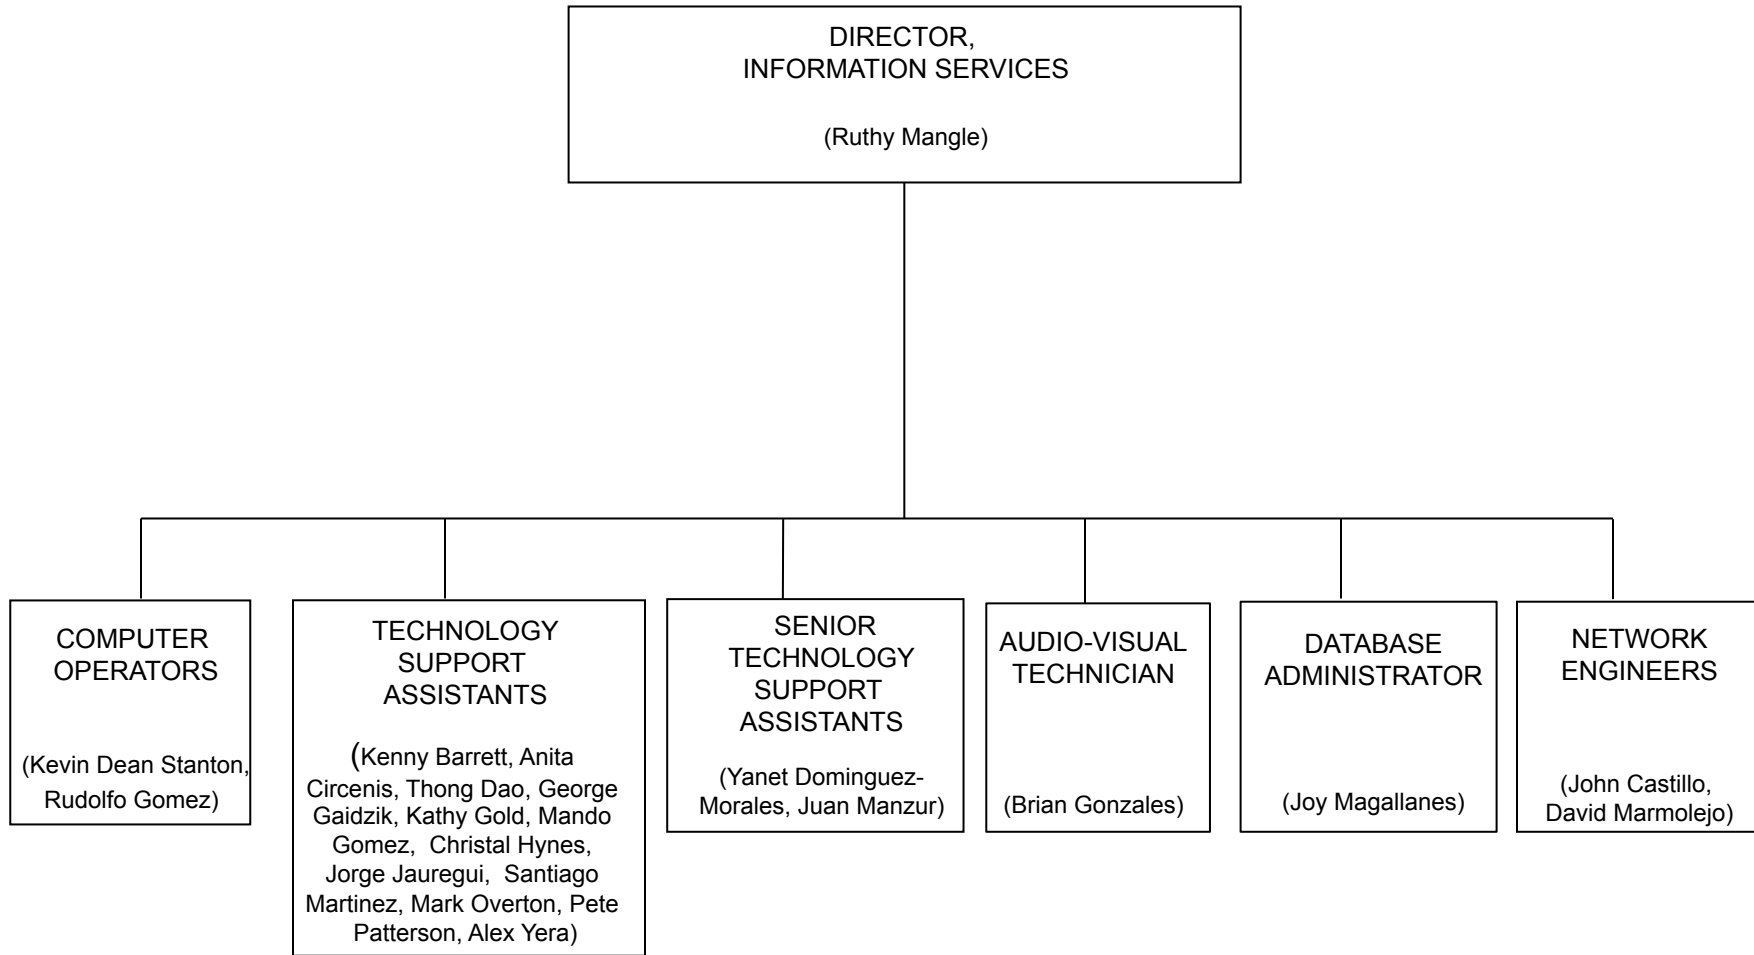 DIRECTOR,
INFORMATION SERVICES
(Ruthy Mangle)
COMPUTER
OPERATORS
(Kevin Dean Stanton,
Rudolfo Gomez)
TECHNOLOGY
SUPPORT
ASSISTANTS
(Kenny Barrett, Anita
Circenis, Thong Dao, George
Gaidzik, Kathy Gold, Mando
Gomez, Christal Hynes,
Jorge Jauregui, Santiago
Martinez, Mark Overton, Pete
Patterson, Alex Yera)
SENIOR
TECHNOLOGY
SUPPORT
ASSISTANTS
(Yanet Dominguez-
Morales, Juan Manzur)
AUDIO-VISUAL
TECHNICIAN
(Brian Gonzales)
DATABASE
ADMINISTRATOR
(Joy Magallanes)
NETWORK
ENGINEERS
(John Castillo,
David Marmolejo)